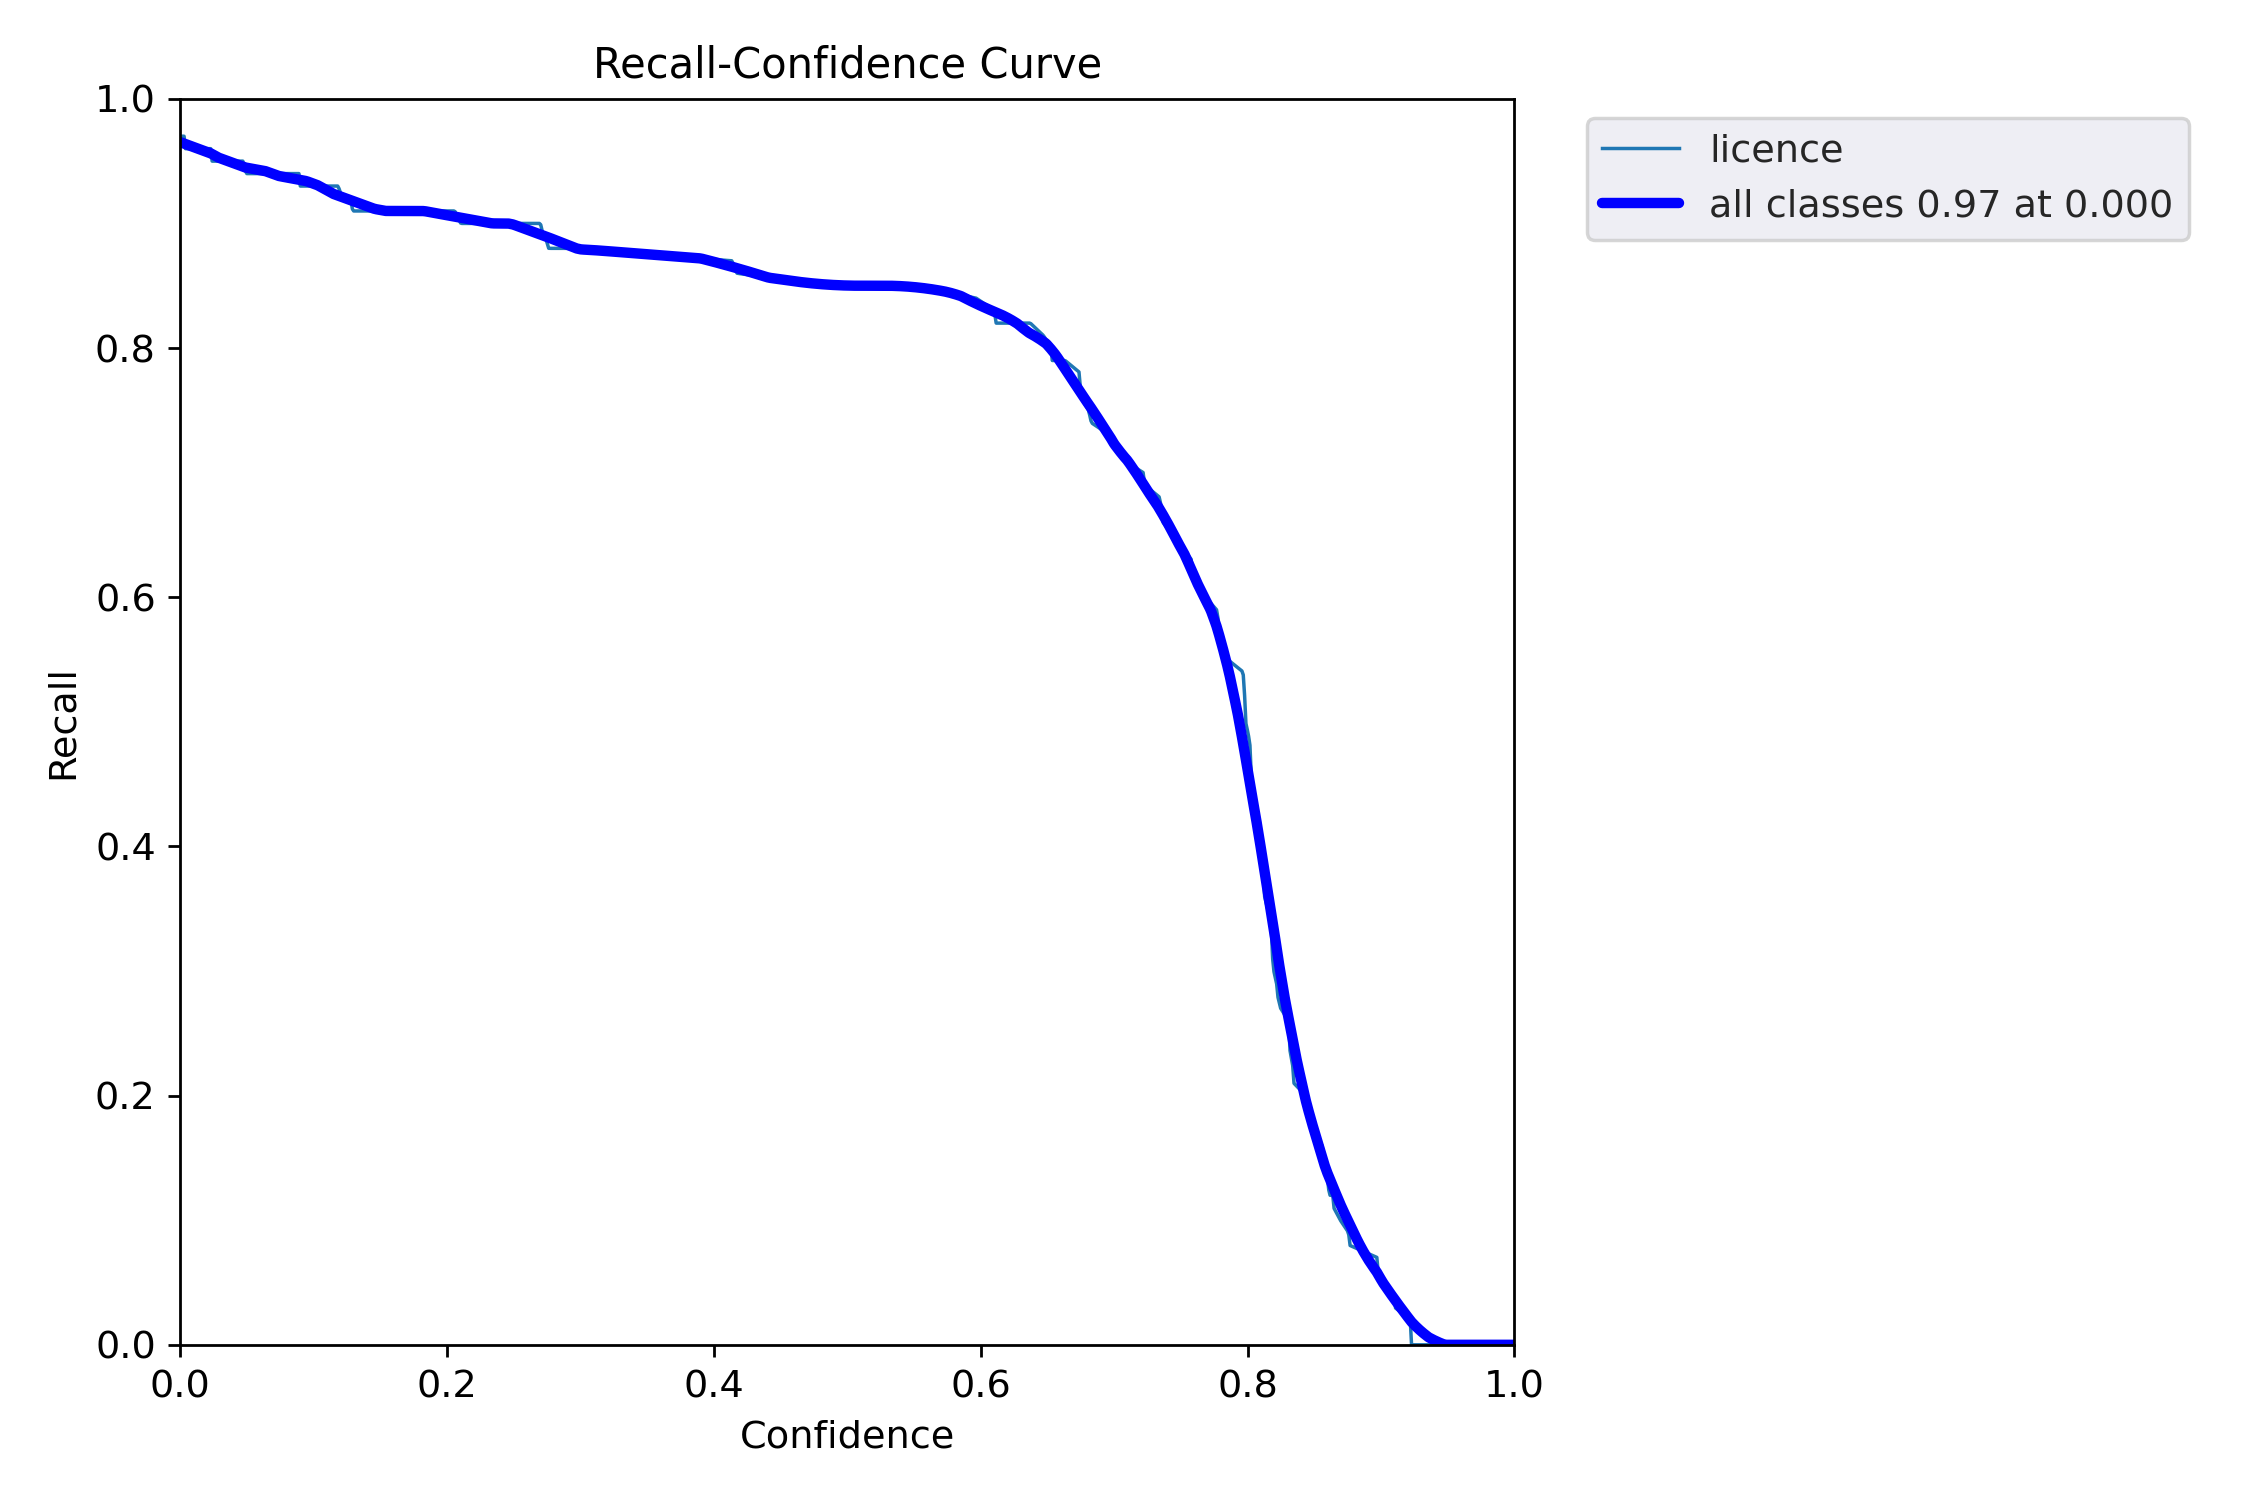 Recall-Confidence Curve
licence
all classes 0.97 at 0.000
1.0
0.8
0.6
0.4
0.2
0.0
Recall
0.0 0.2 0.4 0.6 0.8 1.0
Confidence